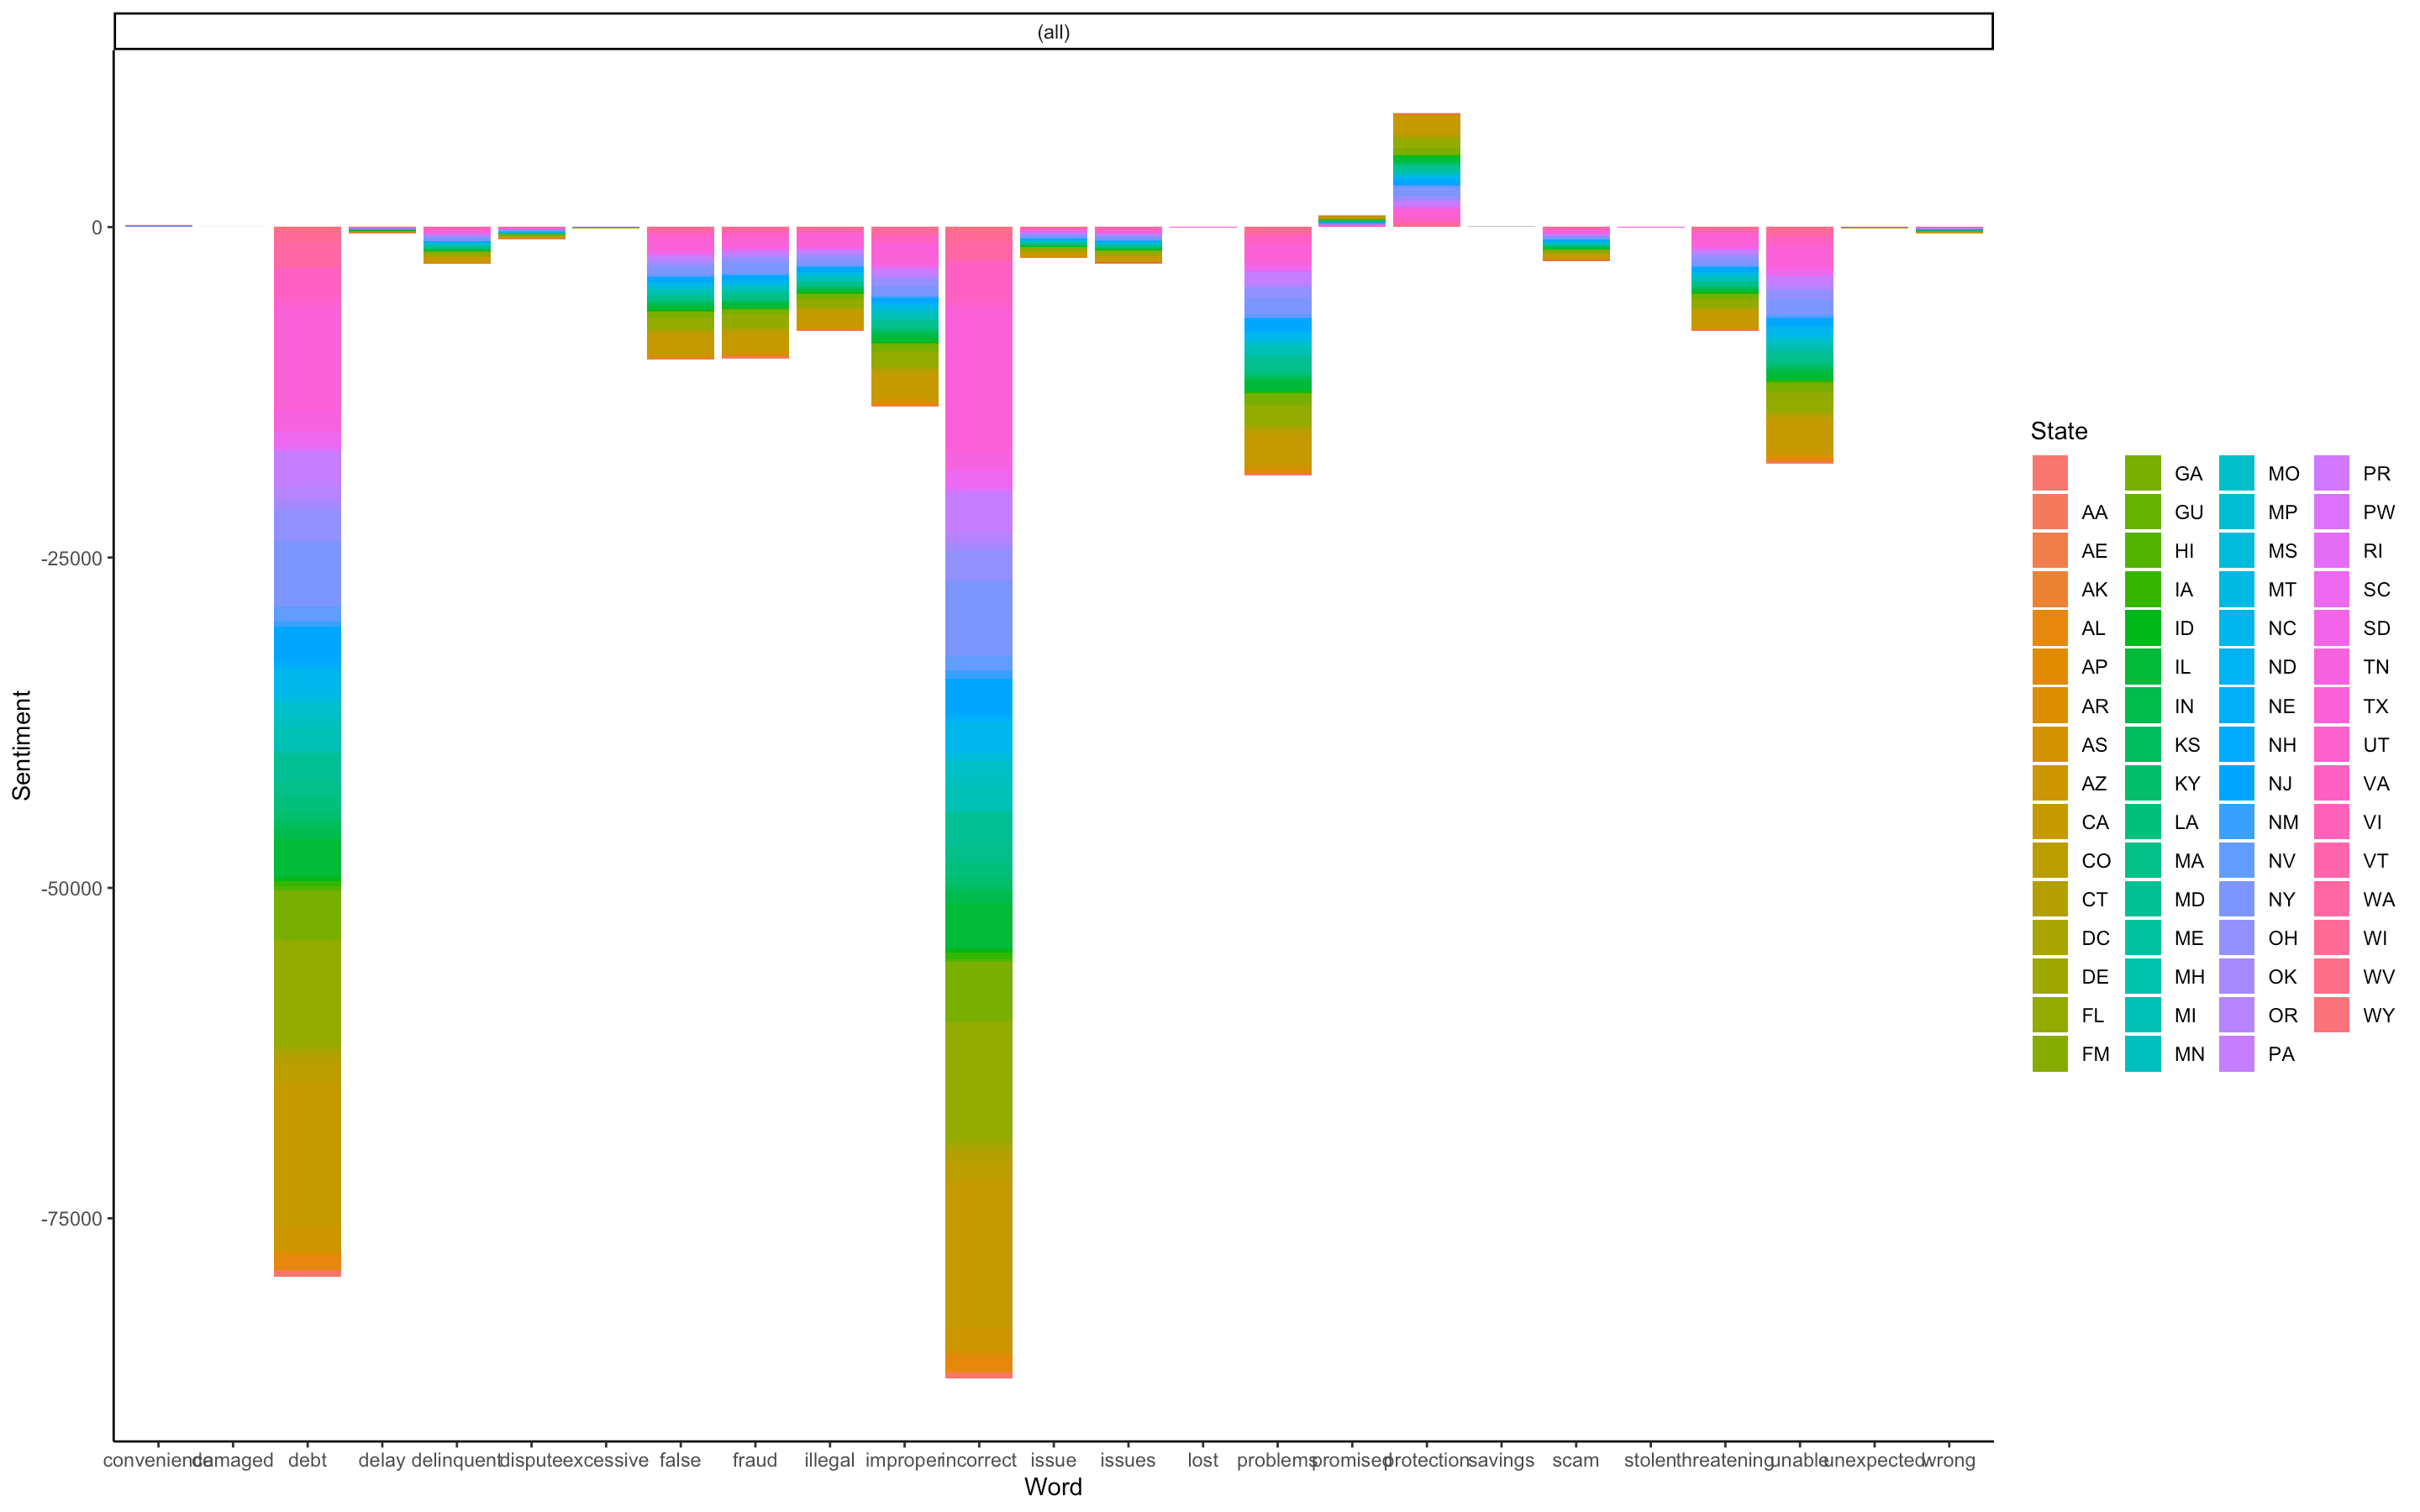 (all)
0
-25000
-50000
-75000
Sentiment
convenience damaged debt delay delinquent dispute excessive false fraud illegal improper incorrect issue issues lost problems promised protection savings scam stolen threatening unable unexpected wrong
Word
State
GA MO PR
AA GU MP PW
AE HI MS RI
AK IA MT SC
AL ID NC SD
AP IL ND TN
AR IN NE TX
AS KS NH UT
AZ KY NJ VA
CA LA NM VI
CO MA NV VT
CT MD NY WA
DC ME OH WI
DE MH OK WV
FL MI OR WY
FM MN PA